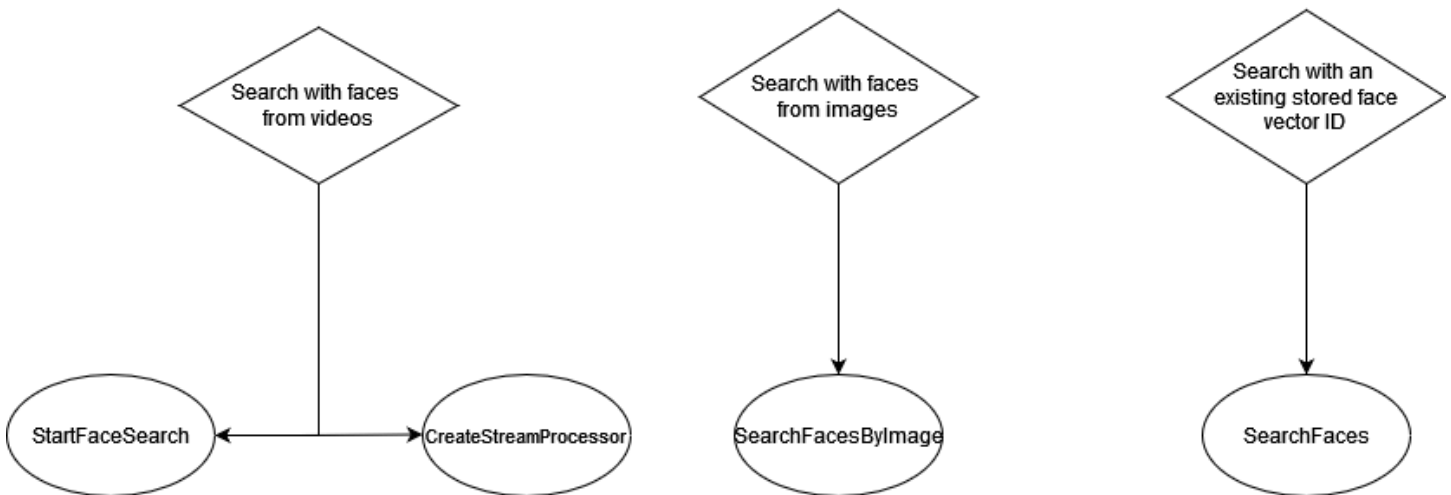 Search with faces
from videos
Search with faces
from images
Search with an
existing stored face
vector ID
StartFaceSearch
CreateStreamProcessor
SearchFacesByImage
SearchFaces